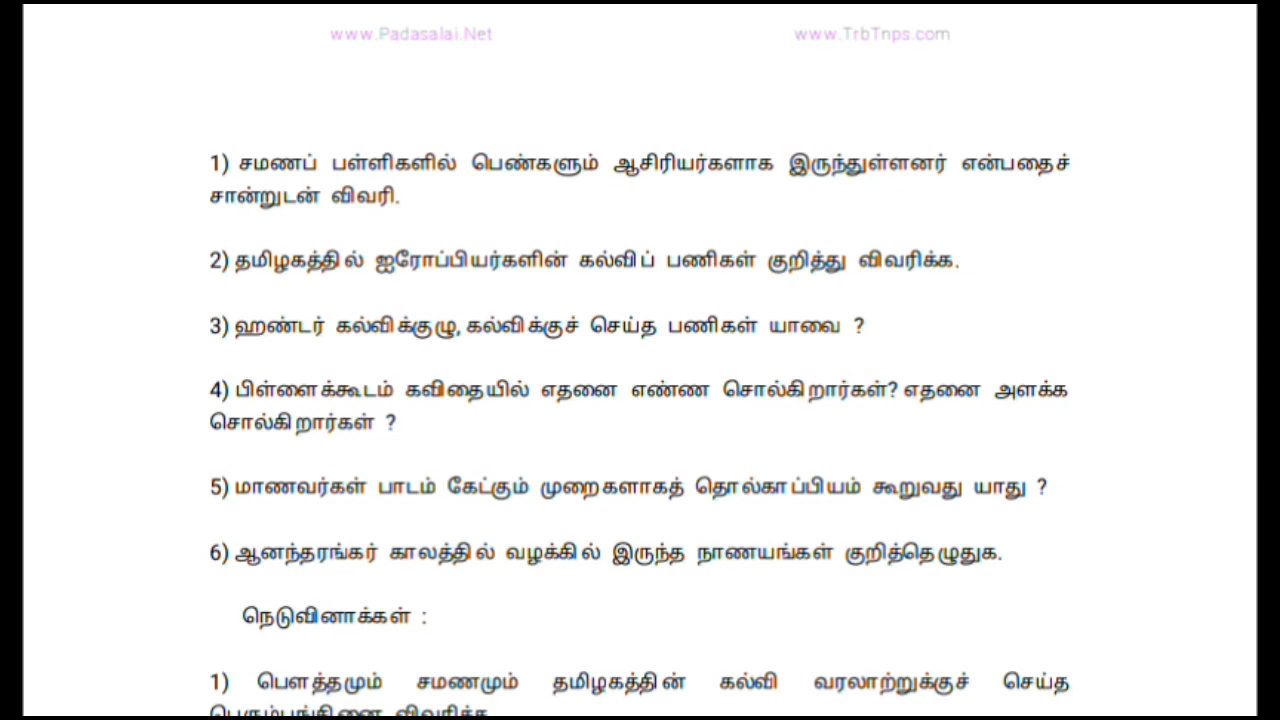 www.Padasalai.Net www.TrbTnps.com
1) சமணப் பள்ளிகளில் பெண்களும் ஆசிரியர்களாக இருந்துள்ளனர் என்பதைச்
சான்றுடன் விவரி.
2) தமிழகத்தில் ஐரோப்பியர்களின் கல்விப் பணிகள் குறித்து விவரிக்க.
3) ஹண்டர் கல்விக்குழு, கல்விக்குச் செய்த பணிகள் யாவை ?
4) பிள்ளைக்கூடம் கவிதையில் எதனை எண்ண சொல்கிறார்கள்? எதனை அளக்க
சொல்கிறார்கள் ?
5) மாணவர்கள் பாடம் கேட்கும் முறைகளாகத் தொல்காப்பியம் கூறுவது யாது ?
6) ஆனந்தரங்கர் காலத்தில் வழக்கில் இருந்த நாணயங்கள் குறித்தெழுதுக.
நெடுவினாக்கள் :
1) பௌத்தமும் சமணமும் தமிழகத்தின் கல்வி வரலாற்றுக்குச் செய்த